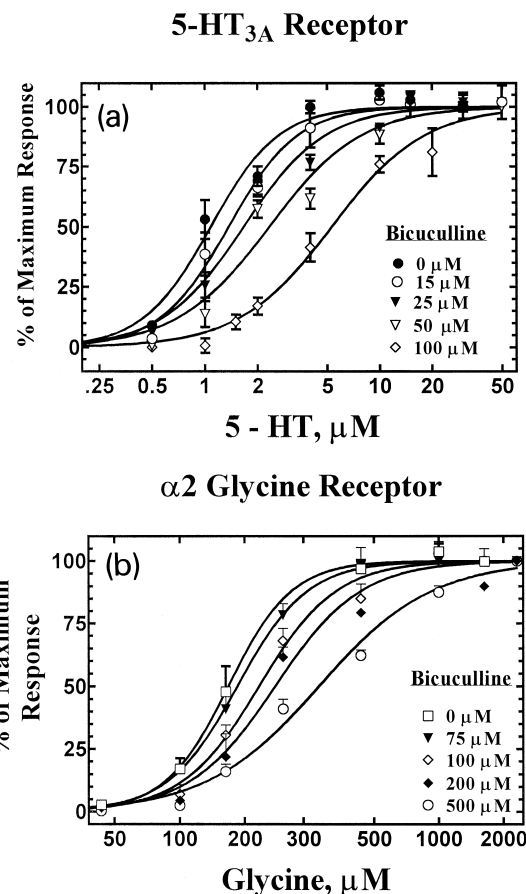 5-HT3A Receptor
(a)
% of Maximum Response
100
75
50
25
0
Bicuculline
0 µM
15 µM
25 µM
50 µM
100 µM
.25 0.5 1 2 5 10 20 50
5 - HT, µM
α2 Glycine Receptor
(b)
% of Maximum
Response
100
75
50
25
0
Bicuculline
0 µM
75 µM
100 µM
200 µM
500 µM
50 100 200 300 500 1000 2000
Glycine, µM